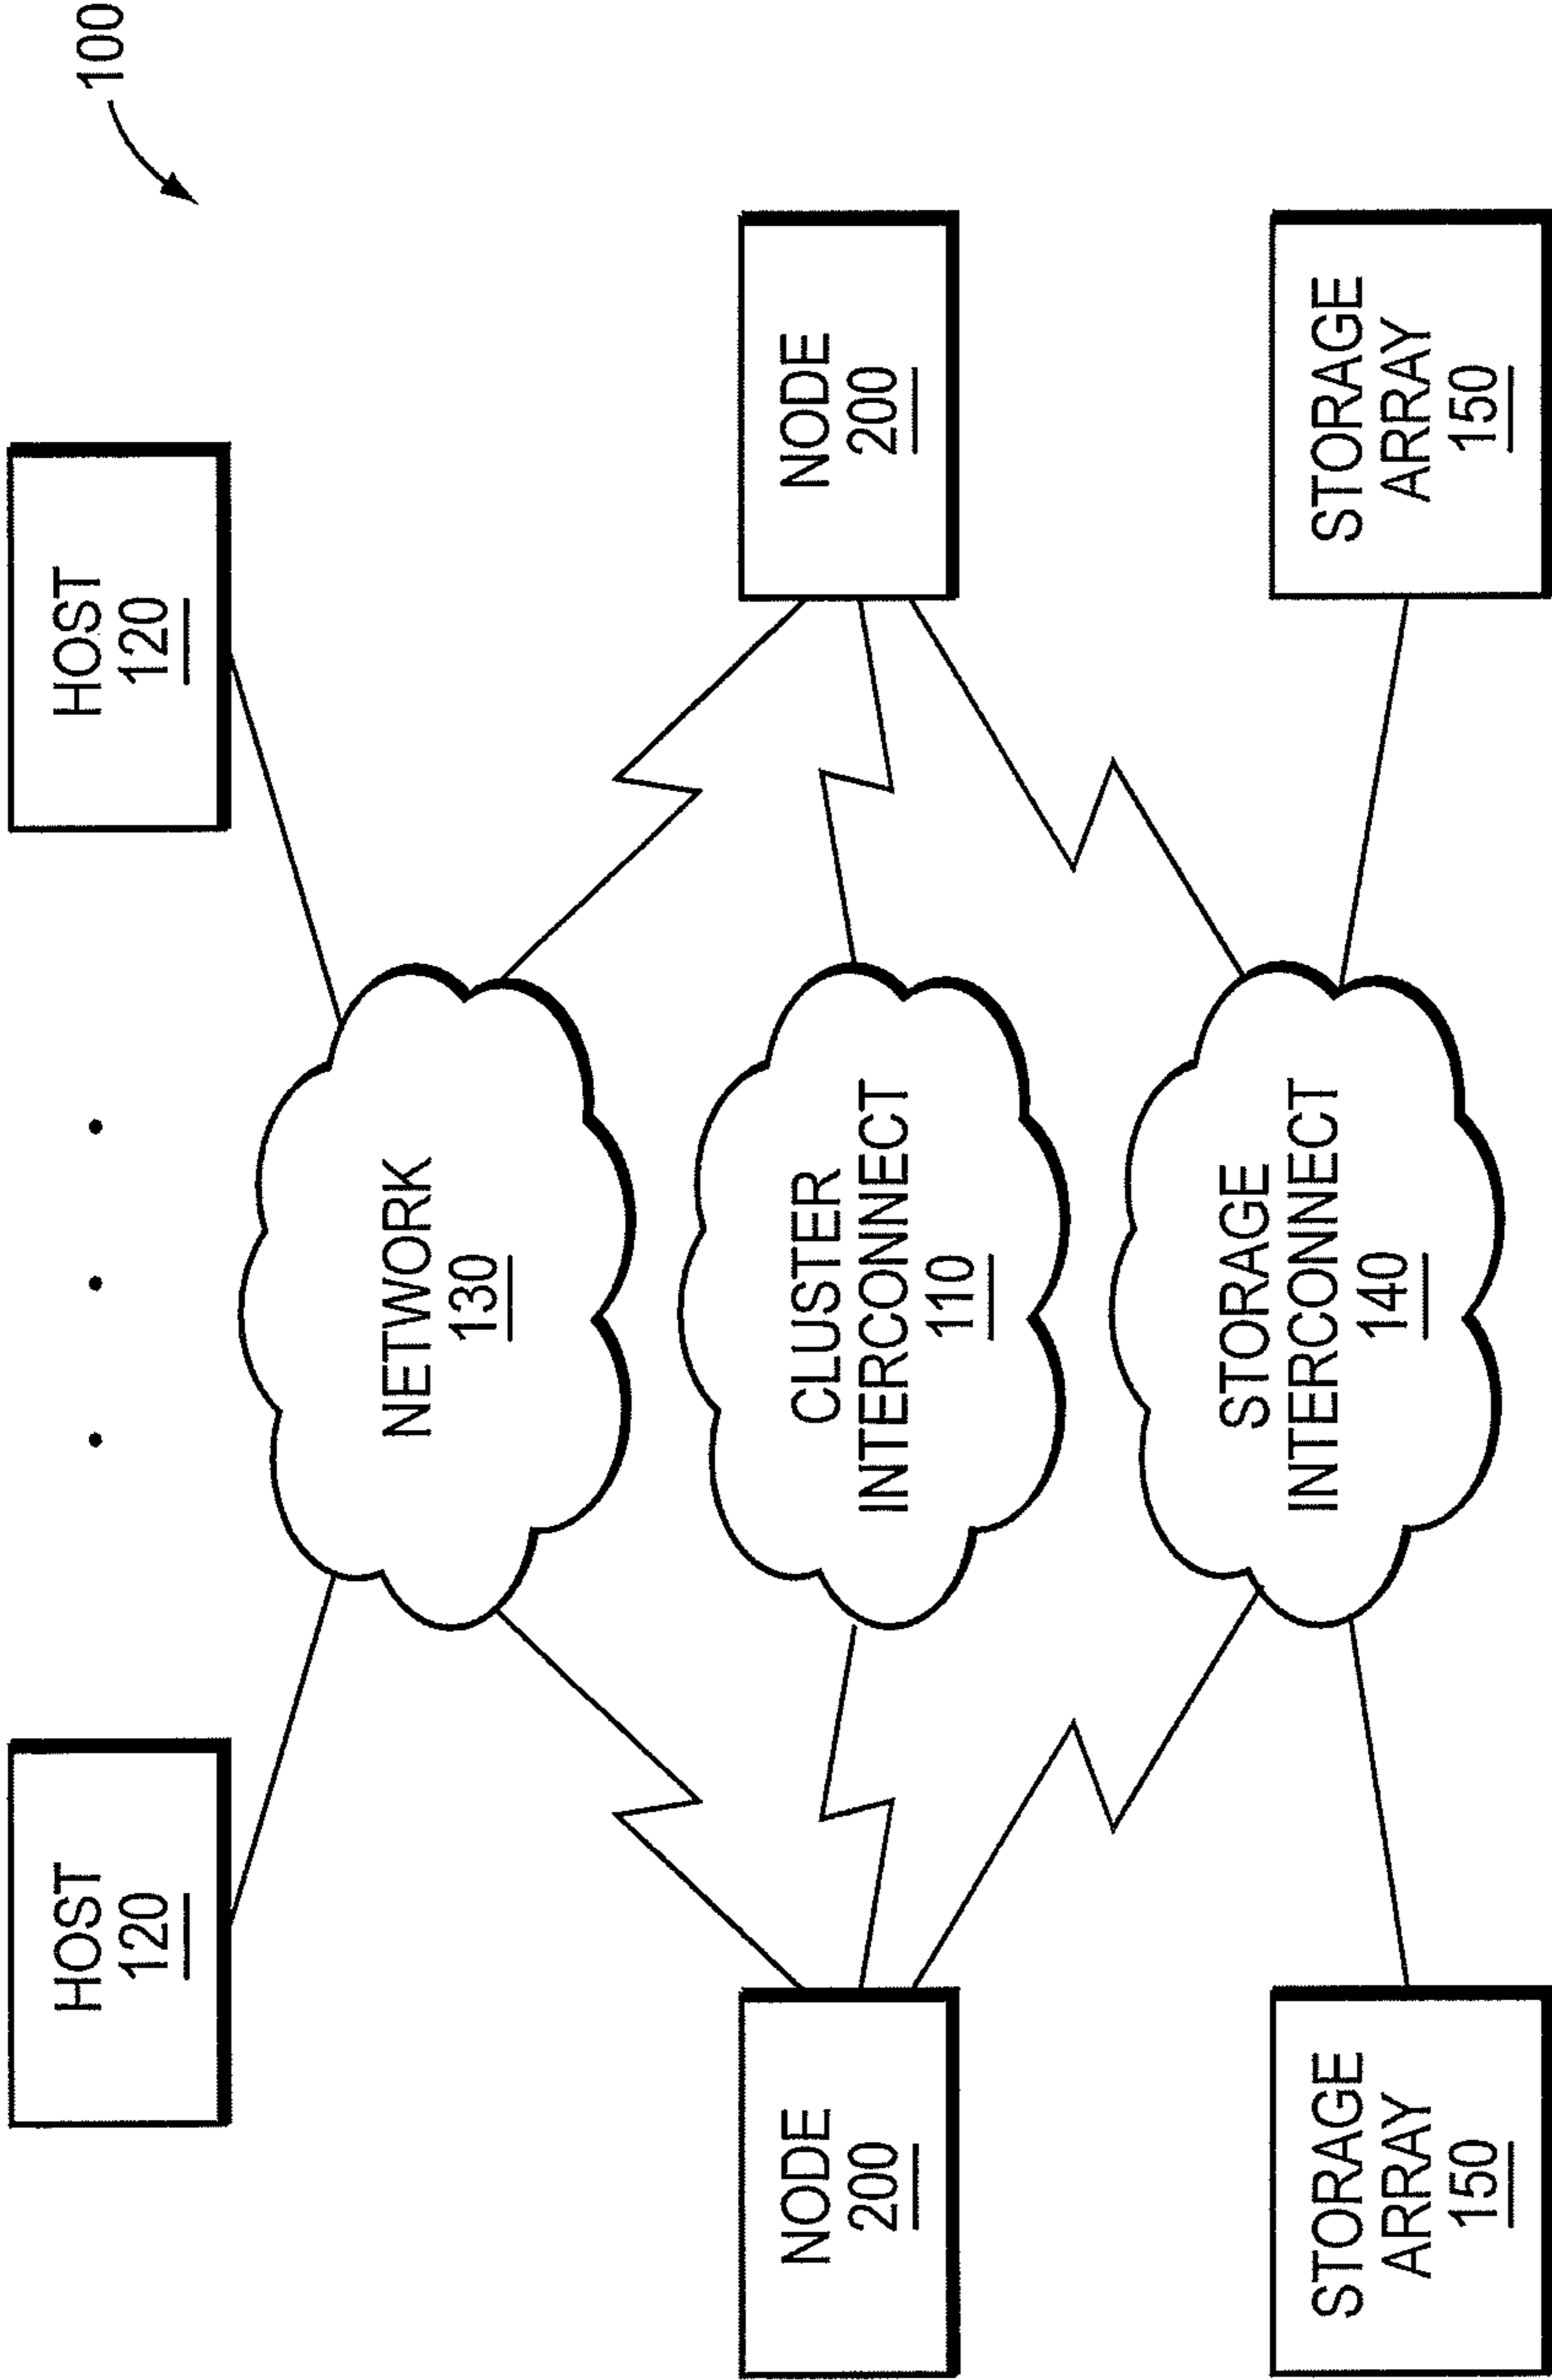 100
HOST
120
• • •
HOST
120
NETWORK
130
NODE
200
CLUSTER
INTERCONNECT
110
NODE
200
STORAGE
INTERCONNECT
140
STORAGE
ARRAY
150
STORAGE
ARRAY
150